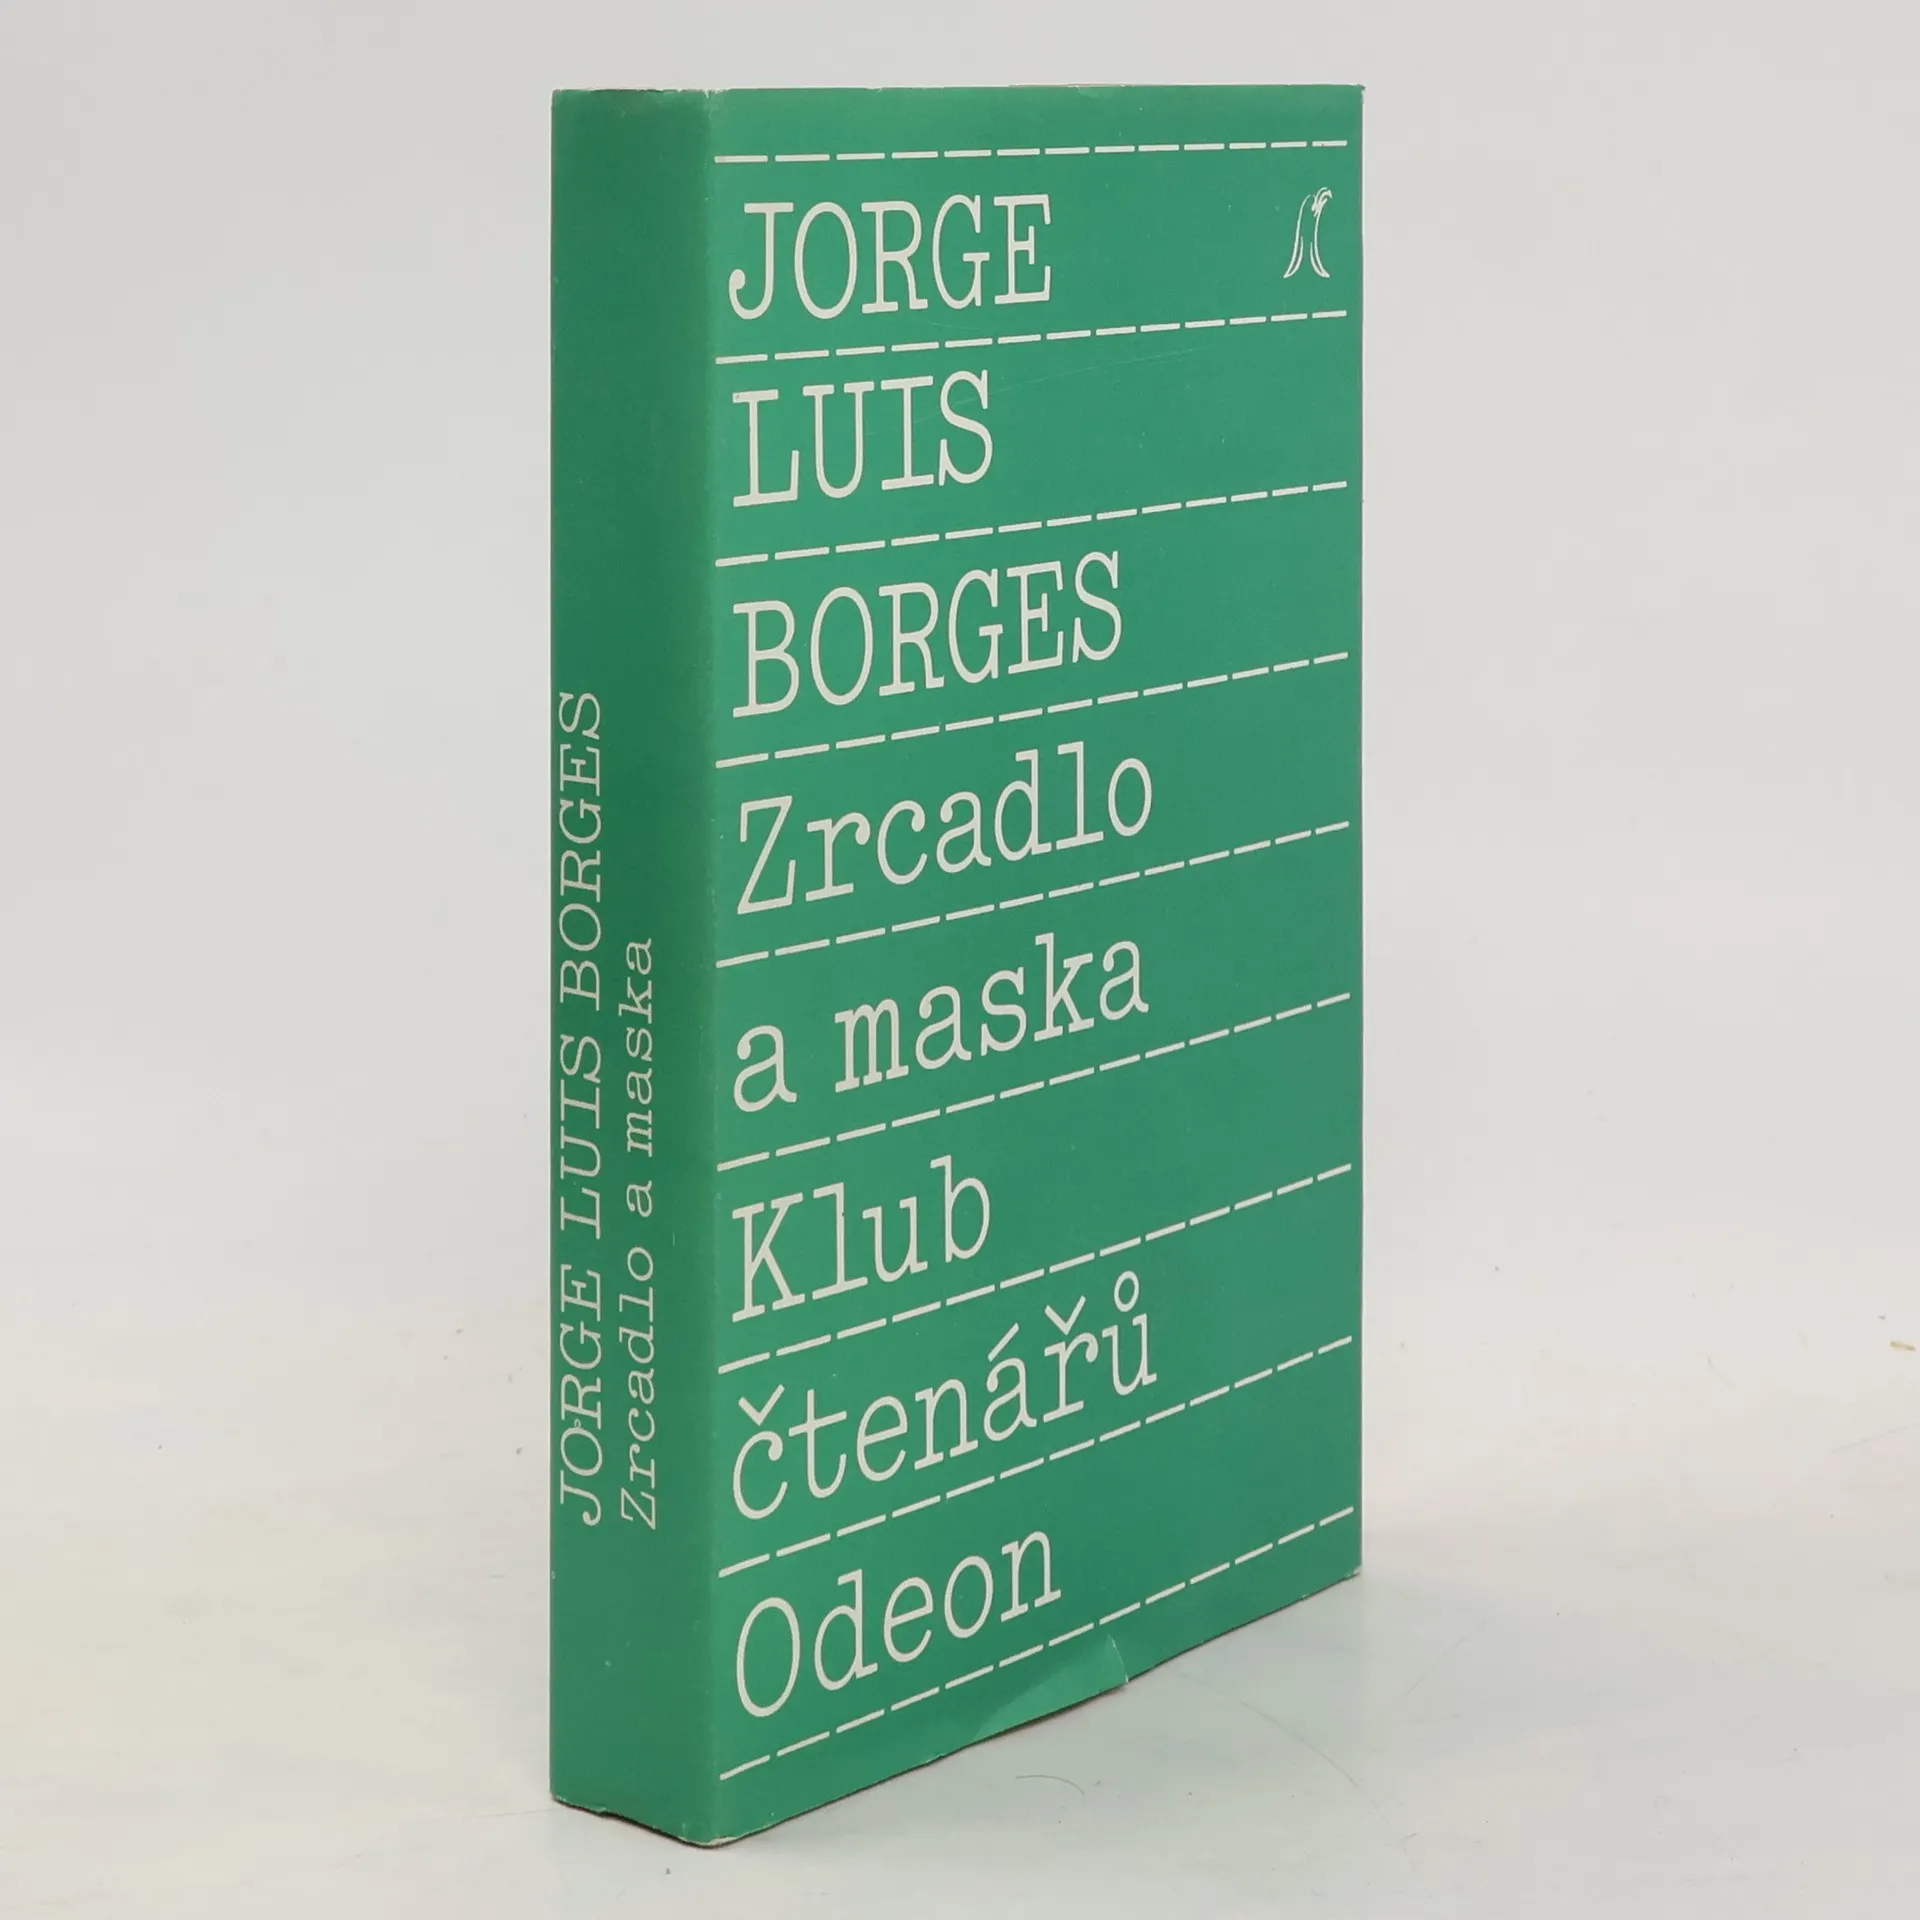 JORGE LUIS BORGES
Zrcadlo a maska
JORGE
LUIS
BORGES
Zrcadlo
a maska
Klub
čtenářů
Odeon